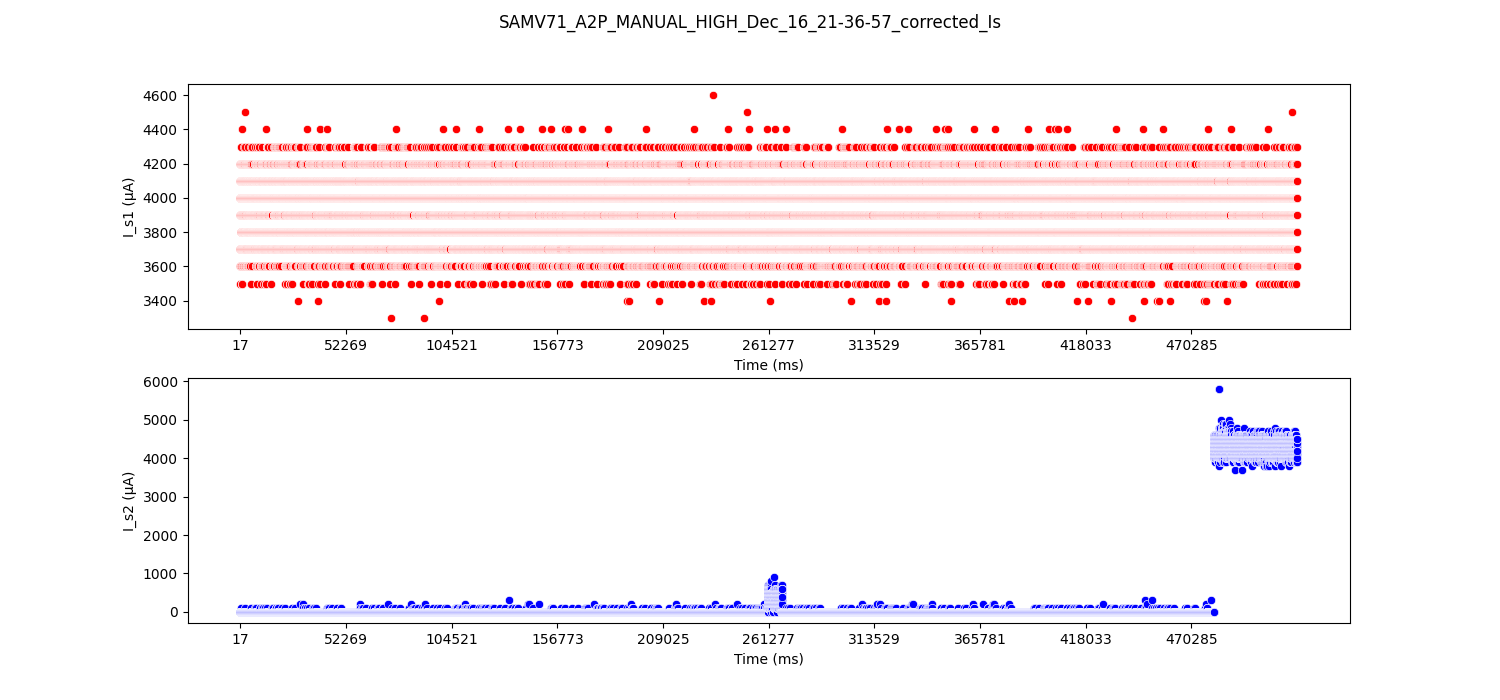 SAMV71_A2P_MANUAL_HIGH_Dec_16_21-36-57_corrected_Is
4600
4400
4200
4000
3800
3600
3400
I_s1 (μA)
17 52269 104521 156773 209025 261277 313529 365781 418033 470285
Time (ms)
6000
5000
4000
3000
2000
1000
0
I_s2 (μA)
17 52269 104521 156773 209025 261277 313529 365781 418033 470285
Time (ms)